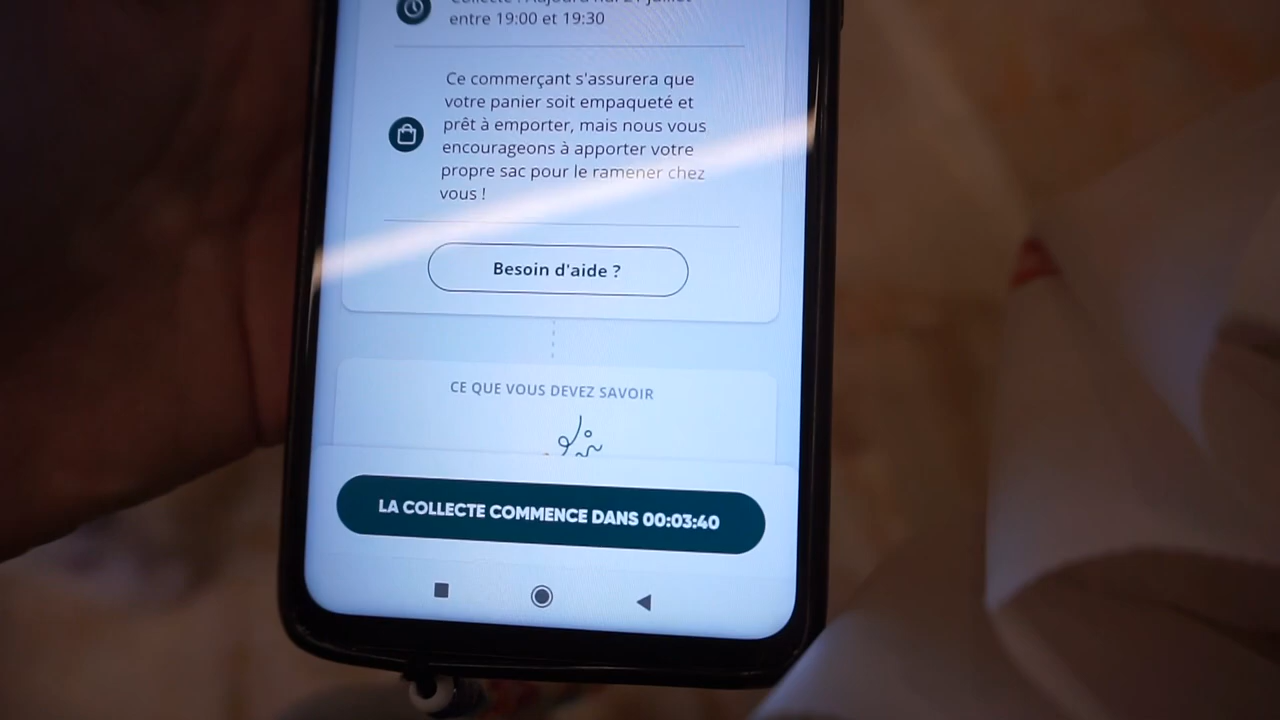 entre 19:00 et 19:30
Ce commerçant s'assurera que
votre panier soit empaqueté et
prêt à emporter, mais nous vous
encourageons à apporter votre
propre sac pour le ramener chez
vous !
Besoin d'aide ?
CE QUE VOUS DEVEZ SAVOIR
LA COLLECTE COMMENCE DANS 00:03:40